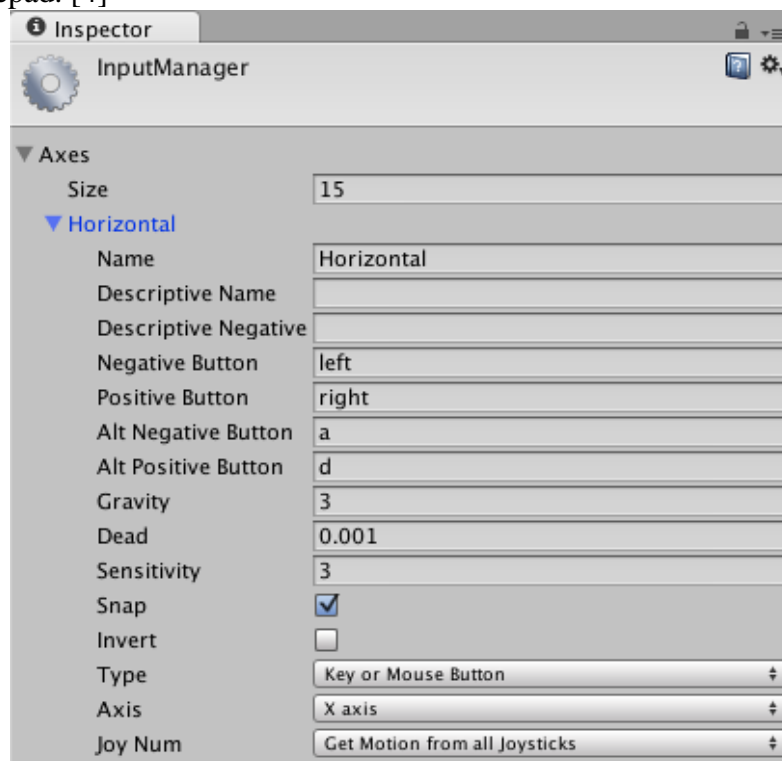 Inspector
InputManager
Axes
Size 15
Horizontal
Name Horizontal
Descriptive Name
Descriptive Negative
Negative Button left
Positive Button right
Alt Negative Button a
Alt Positive Button d
Gravity 3
Dead 0.001
Sensitivity 3
Snap
Invert
Type Key or Mouse Button
Axis X axis
Joy Num Get Motion from all Joysticks